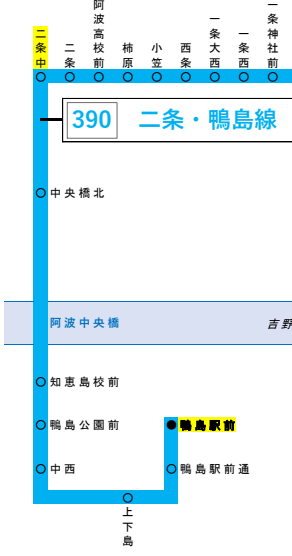 二条中
二条
阿波高校前
柿原
小笠
西条
一条大西
一条西
一条神社前
390 二条・鴨島線
中央橋北
阿波中央橋
吉野
知恵島校前
鴨島公園前
鴨島駅前
中西
鴨島駅前通
上下島